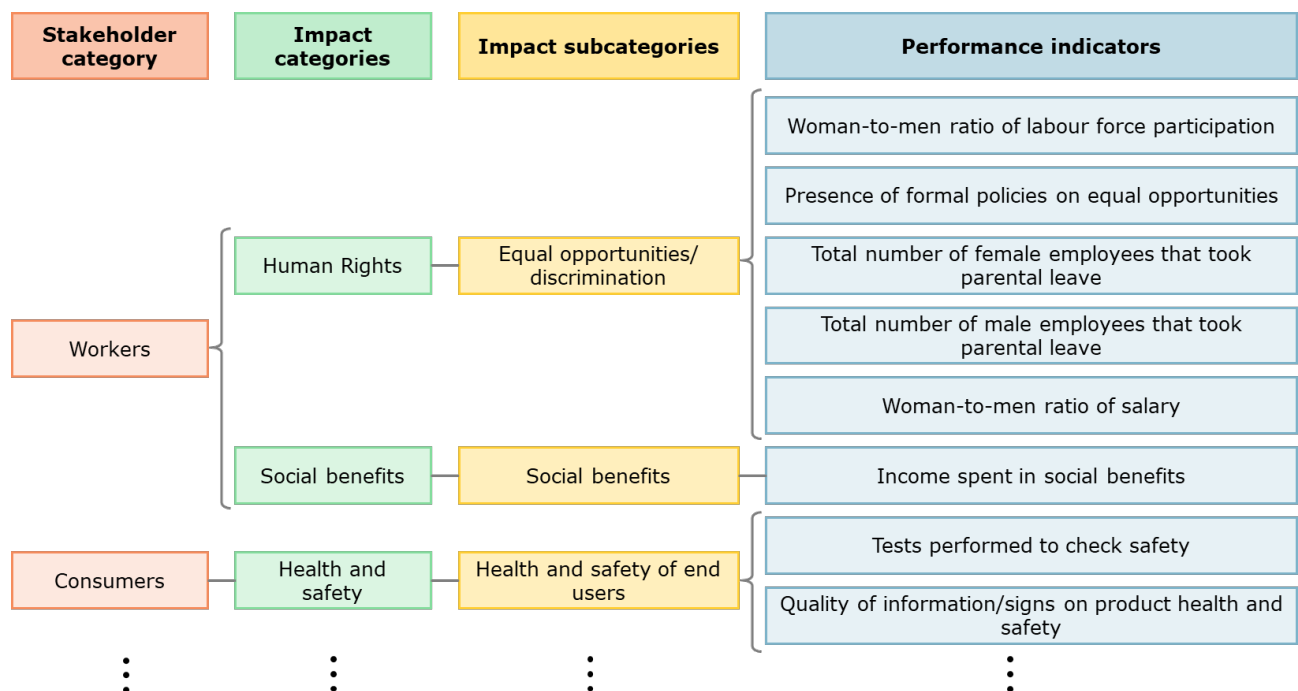 Stakeholder
category
Impact
categories
Impact subcategories
Performance indicators
Woman-to-men ratio of labour force participation
Presence of formal policies on equal opportunities
Human Rights
Equal opportunities/
discrimination
Total number of female employees that took
parental leave
Workers
Total number of male employees that took
parental leave
Woman-to-men ratio of salary
Social benefits
Social benefits
Income spent in social benefits
Tests performed to check safety
Consumers
Health and
safety
Health and safety of end
users
Quality of information/signs on product health and
safety